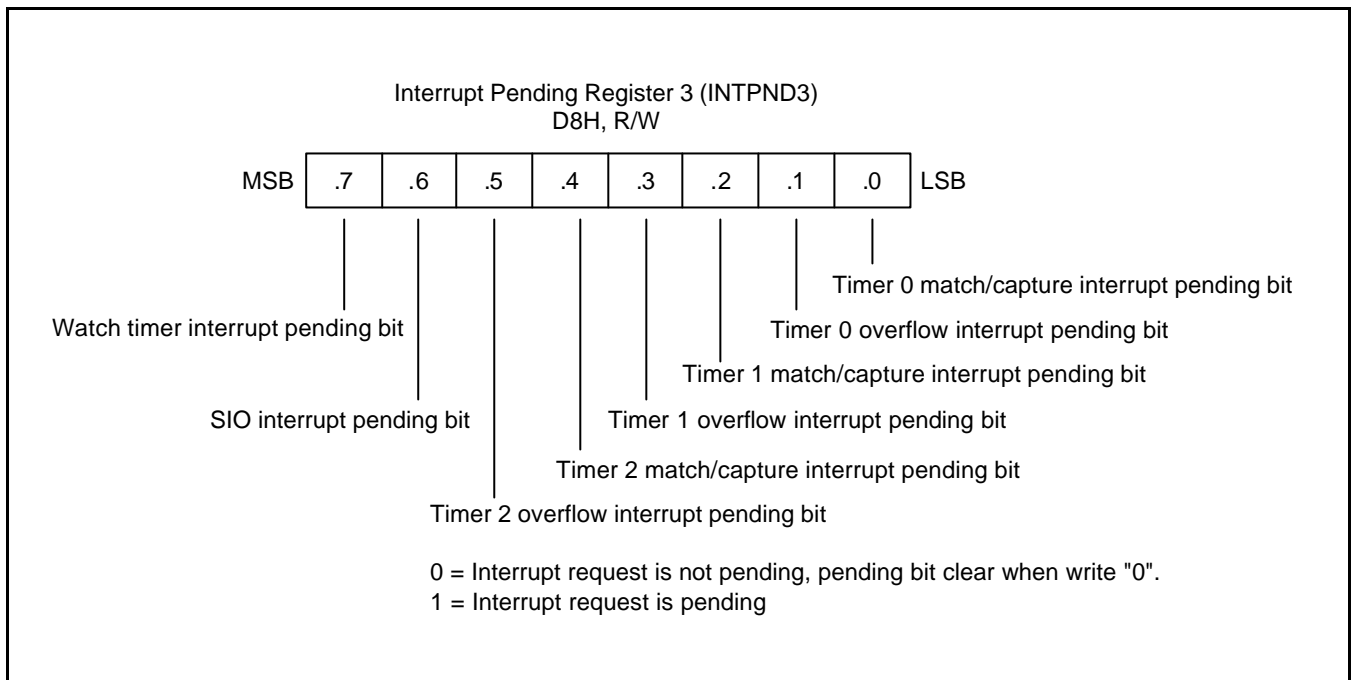 Interrupt Pending Register 3 (INTPND3)
D8H, R/W
MSB .7 .6 .5 .4 .3 .2 .1 .0 LSB
Timer 0 match/capture interrupt pending bit
Watch timer interrupt pending bit
Timer 0 overflow interrupt pending bit
Timer 1 match/capture interrupt pending bit
SIO interrupt pending bit
Timer 1 overflow interrupt pending bit
Timer 2 match/capture interrupt pending bit
Timer 2 overflow interrupt pending bit
0 = Interrupt request is not pending, pending bit clear when write "0".
1 = Interrupt request is pending